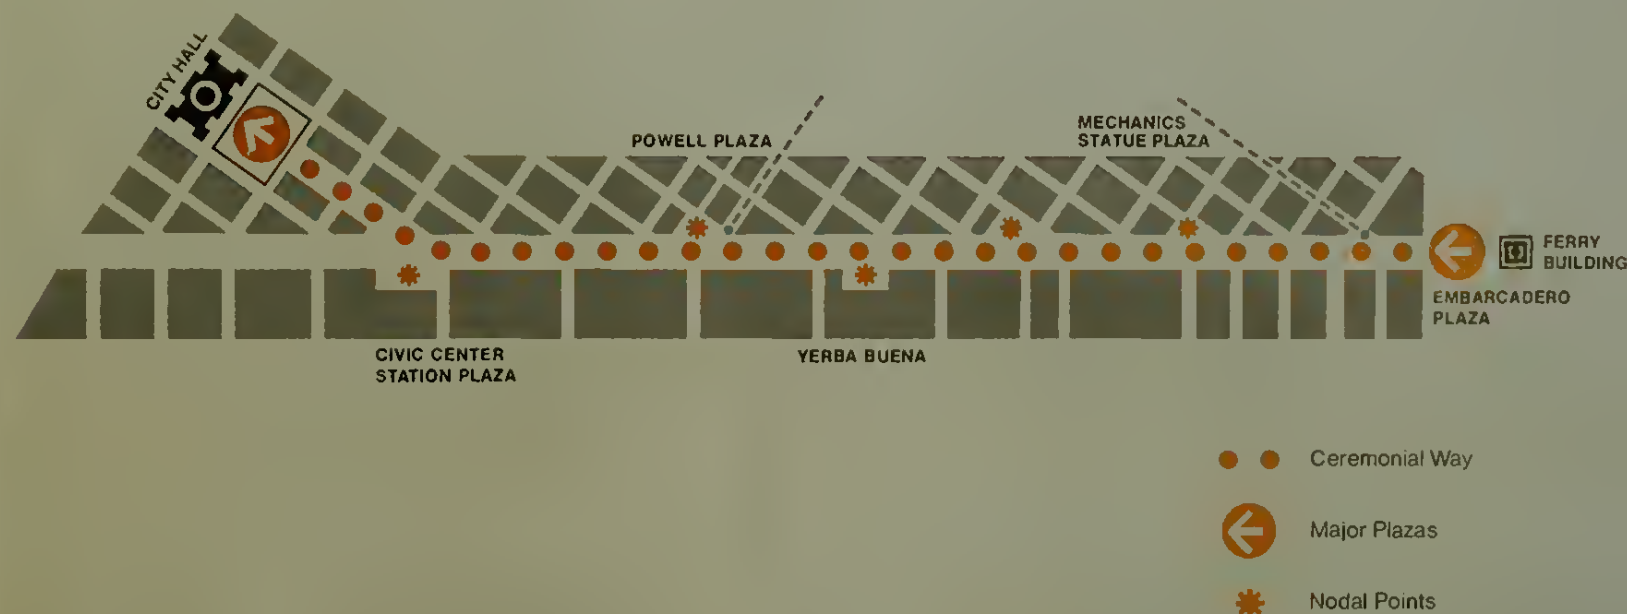 CITY HALL
POWELL PLAZA
MECHANICS
STATUE PLAZA
FERRY
BUILDING
EMBARCADERO
PLAZA
CIVIC CENTER
STATION PLAZA
YERBA BUENA
Ceremonial Way
Major Plazas
Nodal Points